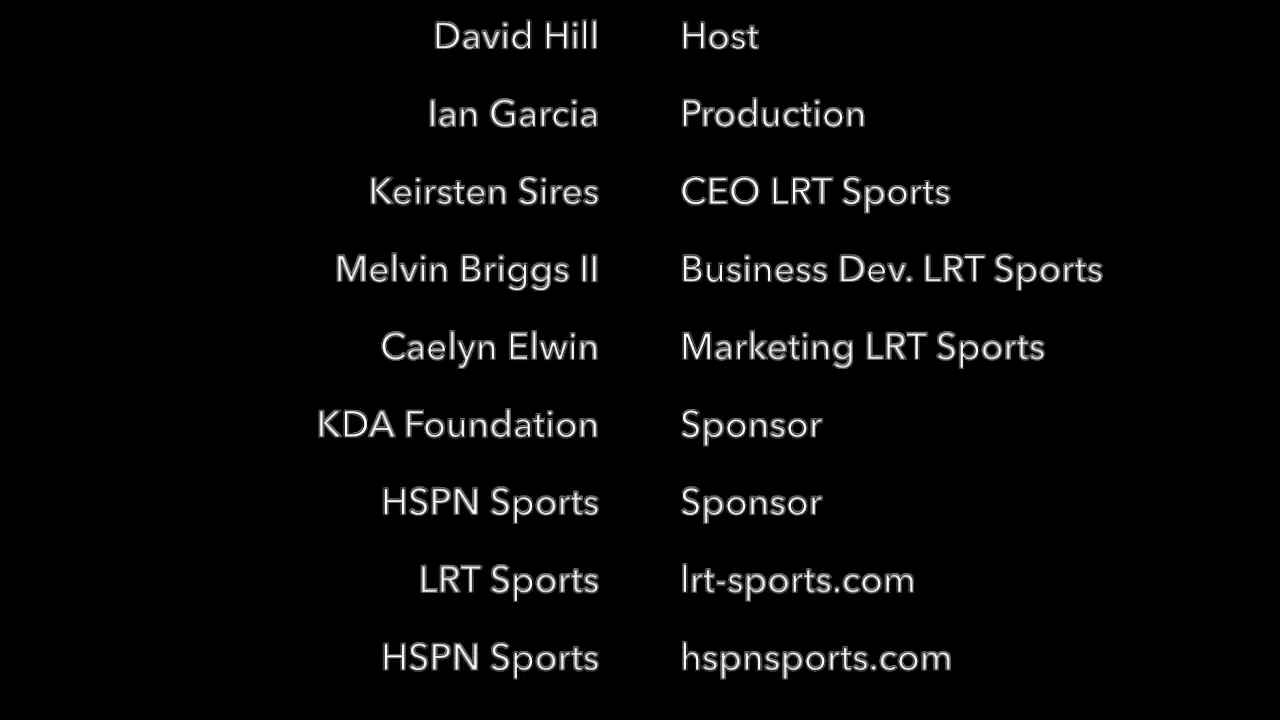 David Hill Host
Ian Garcia Production
Keirsten Sires CEO LRT Sports
Melvin Briggs II Business Dev. LRT Sports
Caelyn Elwin Marketing LRT Sports
KDA Foundation Sponsor
HSPN Sports Sponsor
LRT Sports lrt-sports.com
HSPN Sports hspnsports.com